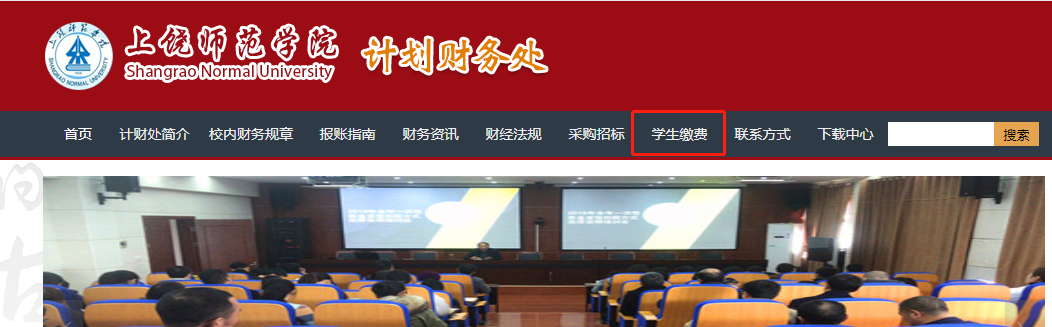 上饶师范学院 计划财务处
Shangrao Normal University
首页 计财处简介 校内财务规章 报账指南 财务资讯 财经法规 采购招标 学生缴费 联系方式 下载中心 搜索